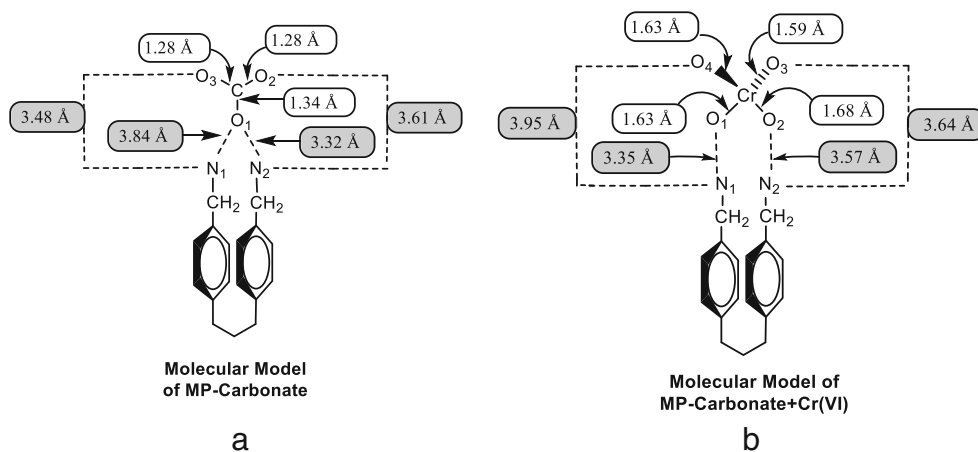 1.28 Å 1.28 Å
O3 C O2
1.34 Å
3.48 Å 3.61 Å
O1
3.84 Å 3.32 Å
N1 N2
CH2 CH2
Molecular Model
of MP-Carbonate
a
1.63 Å 1.59 Å
O4 O3
Cr
1.63 Å 1.68 Å
O1 O2
3.95 Å 3.64 Å
3.35 Å 3.57 Å
N1 N2
CH2 CH2
Molecular Model of
MP-Carbonate+Cr(VI)
b